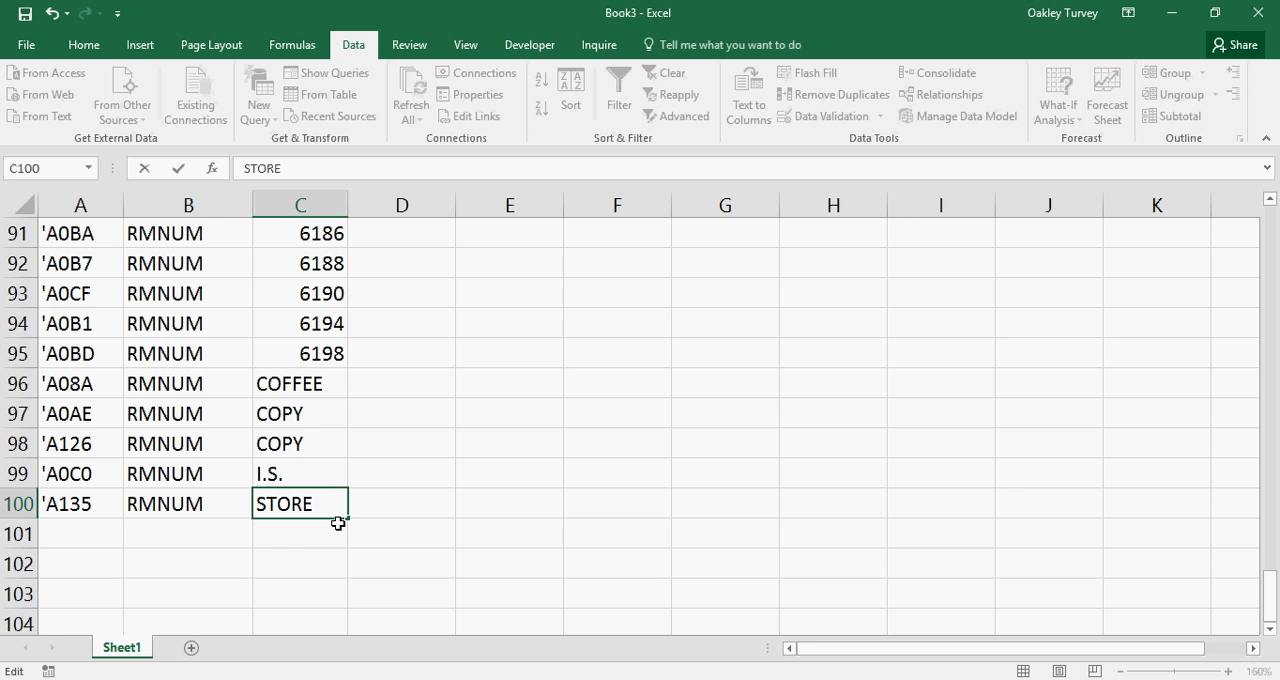 Book3 - Excel
Oakley Turvey
File Home Insert Page Layout Formulas Data Review View Developer Inquire Tell me what you want to do Share
From Access
From Web
From Text
From Other Sources
Existing Connections
Get External Data
New Query
Show Queries
From Table
Recent Sources
Get & Transform
Refresh All
Connections
Properties
Edit Links
Connections
Sort
Filter
Clear
Reapply
Advanced
Sort & Filter
Text to Columns
Flash Fill
Remove Duplicates
Data Validation
Consolidate
Relationships
Manage Data Model
Data Tools
What-If Analysis
Forecast Sheet
Forecast
Group
Ungroup
Subtotal
Outline
C100 fx STORE
A B C D E F G H I J K
91 'A0BA RMNUM 6186
92 'A0B7 RMNUM 6188
93 'A0CF RMNUM 6190
94 'A0B1 RMNUM 6194
95 'A0BD RMNUM 6198
96 'A08A RMNUM COFFEE
97 'A0AE RMNUM COPY
98 'A126 RMNUM COPY
99 'A0C0 RMNUM I.S.
100 'A135 RMNUM STORE
101
102
103
104
Sheet1
Edit 160%